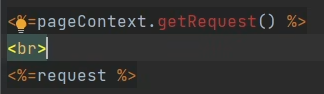 <%=pageContext.getRequest() %>
<br>
<%=request %>